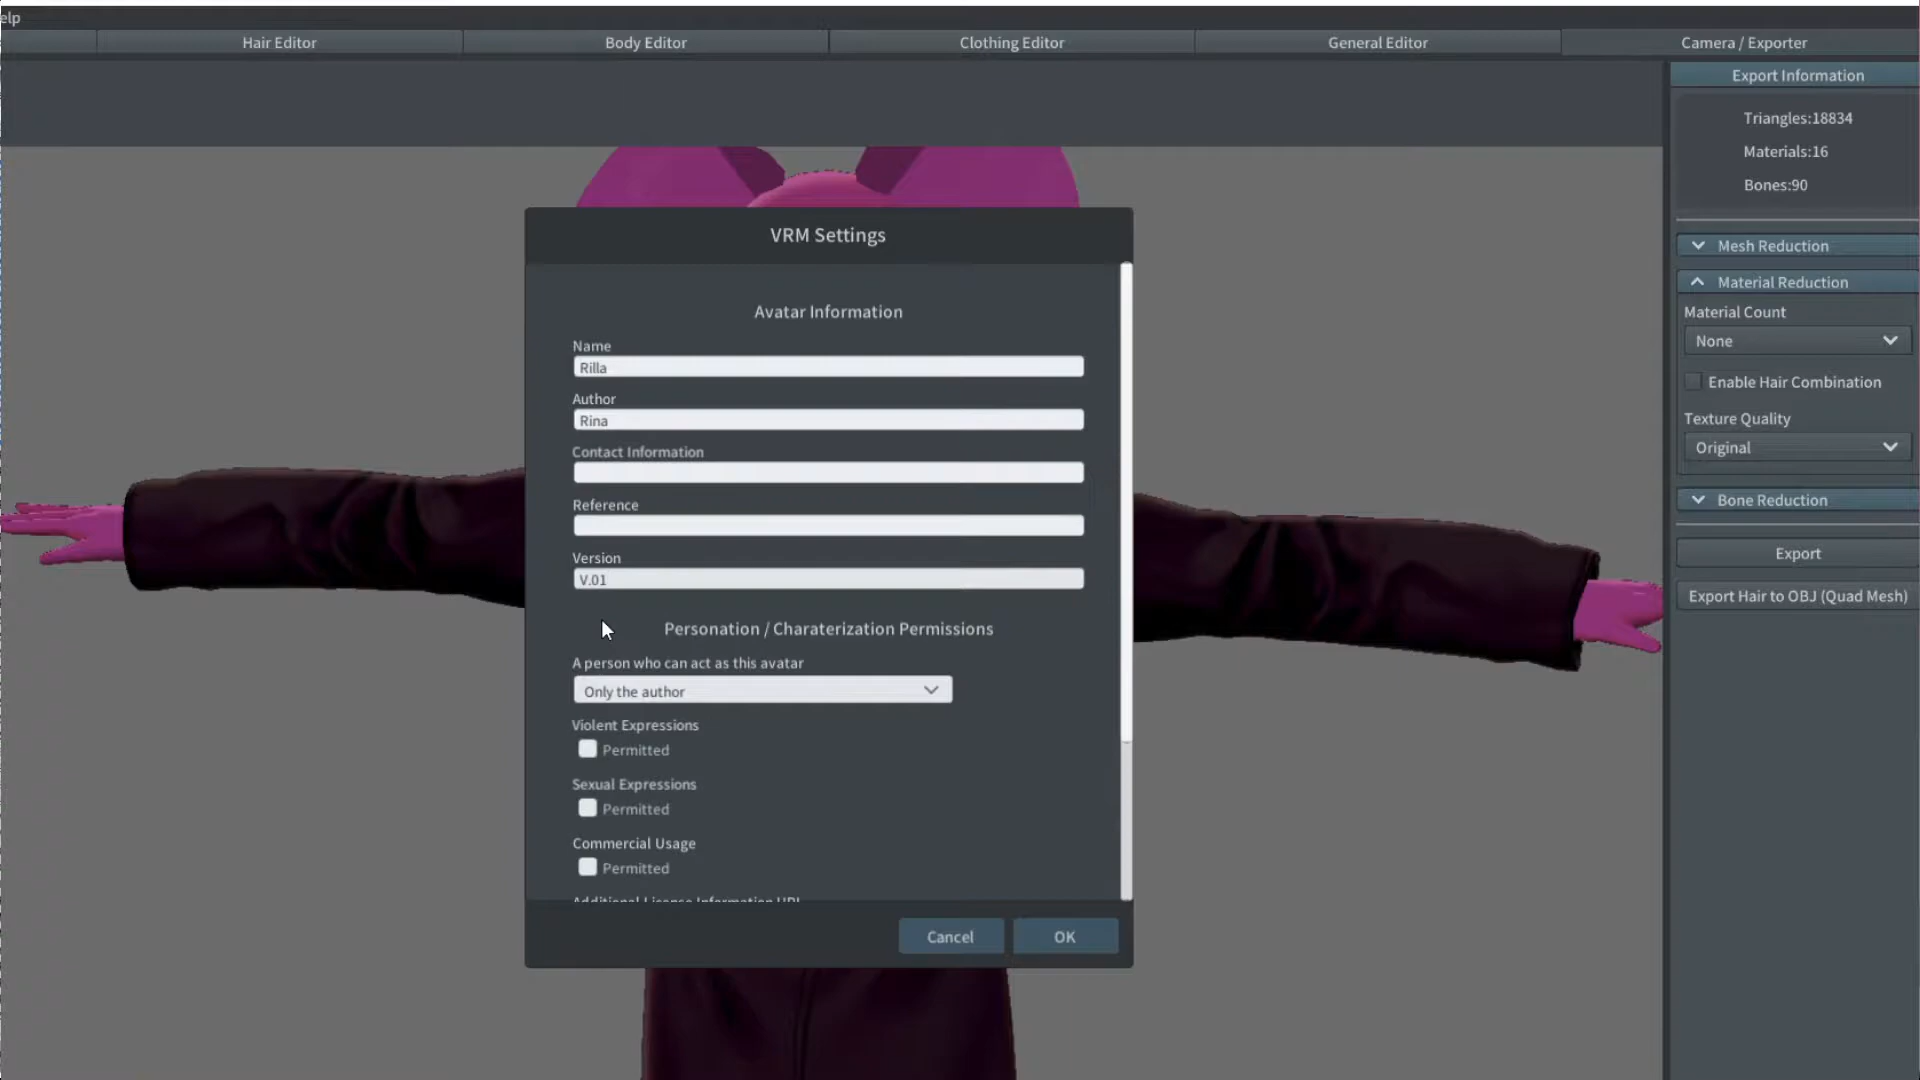 elp
Hair Editor
Body Editor
Clothing Editor
General Editor
Camera / Exporter
Export Information
Triangles:18834
Materials:16
Bones:90
Mesh Reduction
Material Reduction
Material Count
None
Enable Hair Combination
Texture Quality
Original
Bone Reduction
Export
Export Hair to OBJ (Quad Mesh)
VRM Settings
Avatar Information
Name
Rilla
Author
Rina
Contact Information
Reference
Version
V.01
Personation / Charaterization Permissions
A person who can act as this avatar
Only the author
Violent Expressions
Permitted
Sexual Expressions
Permitted
Commercial Usage
Permitted
Additional License Information URL
Cancel
OK